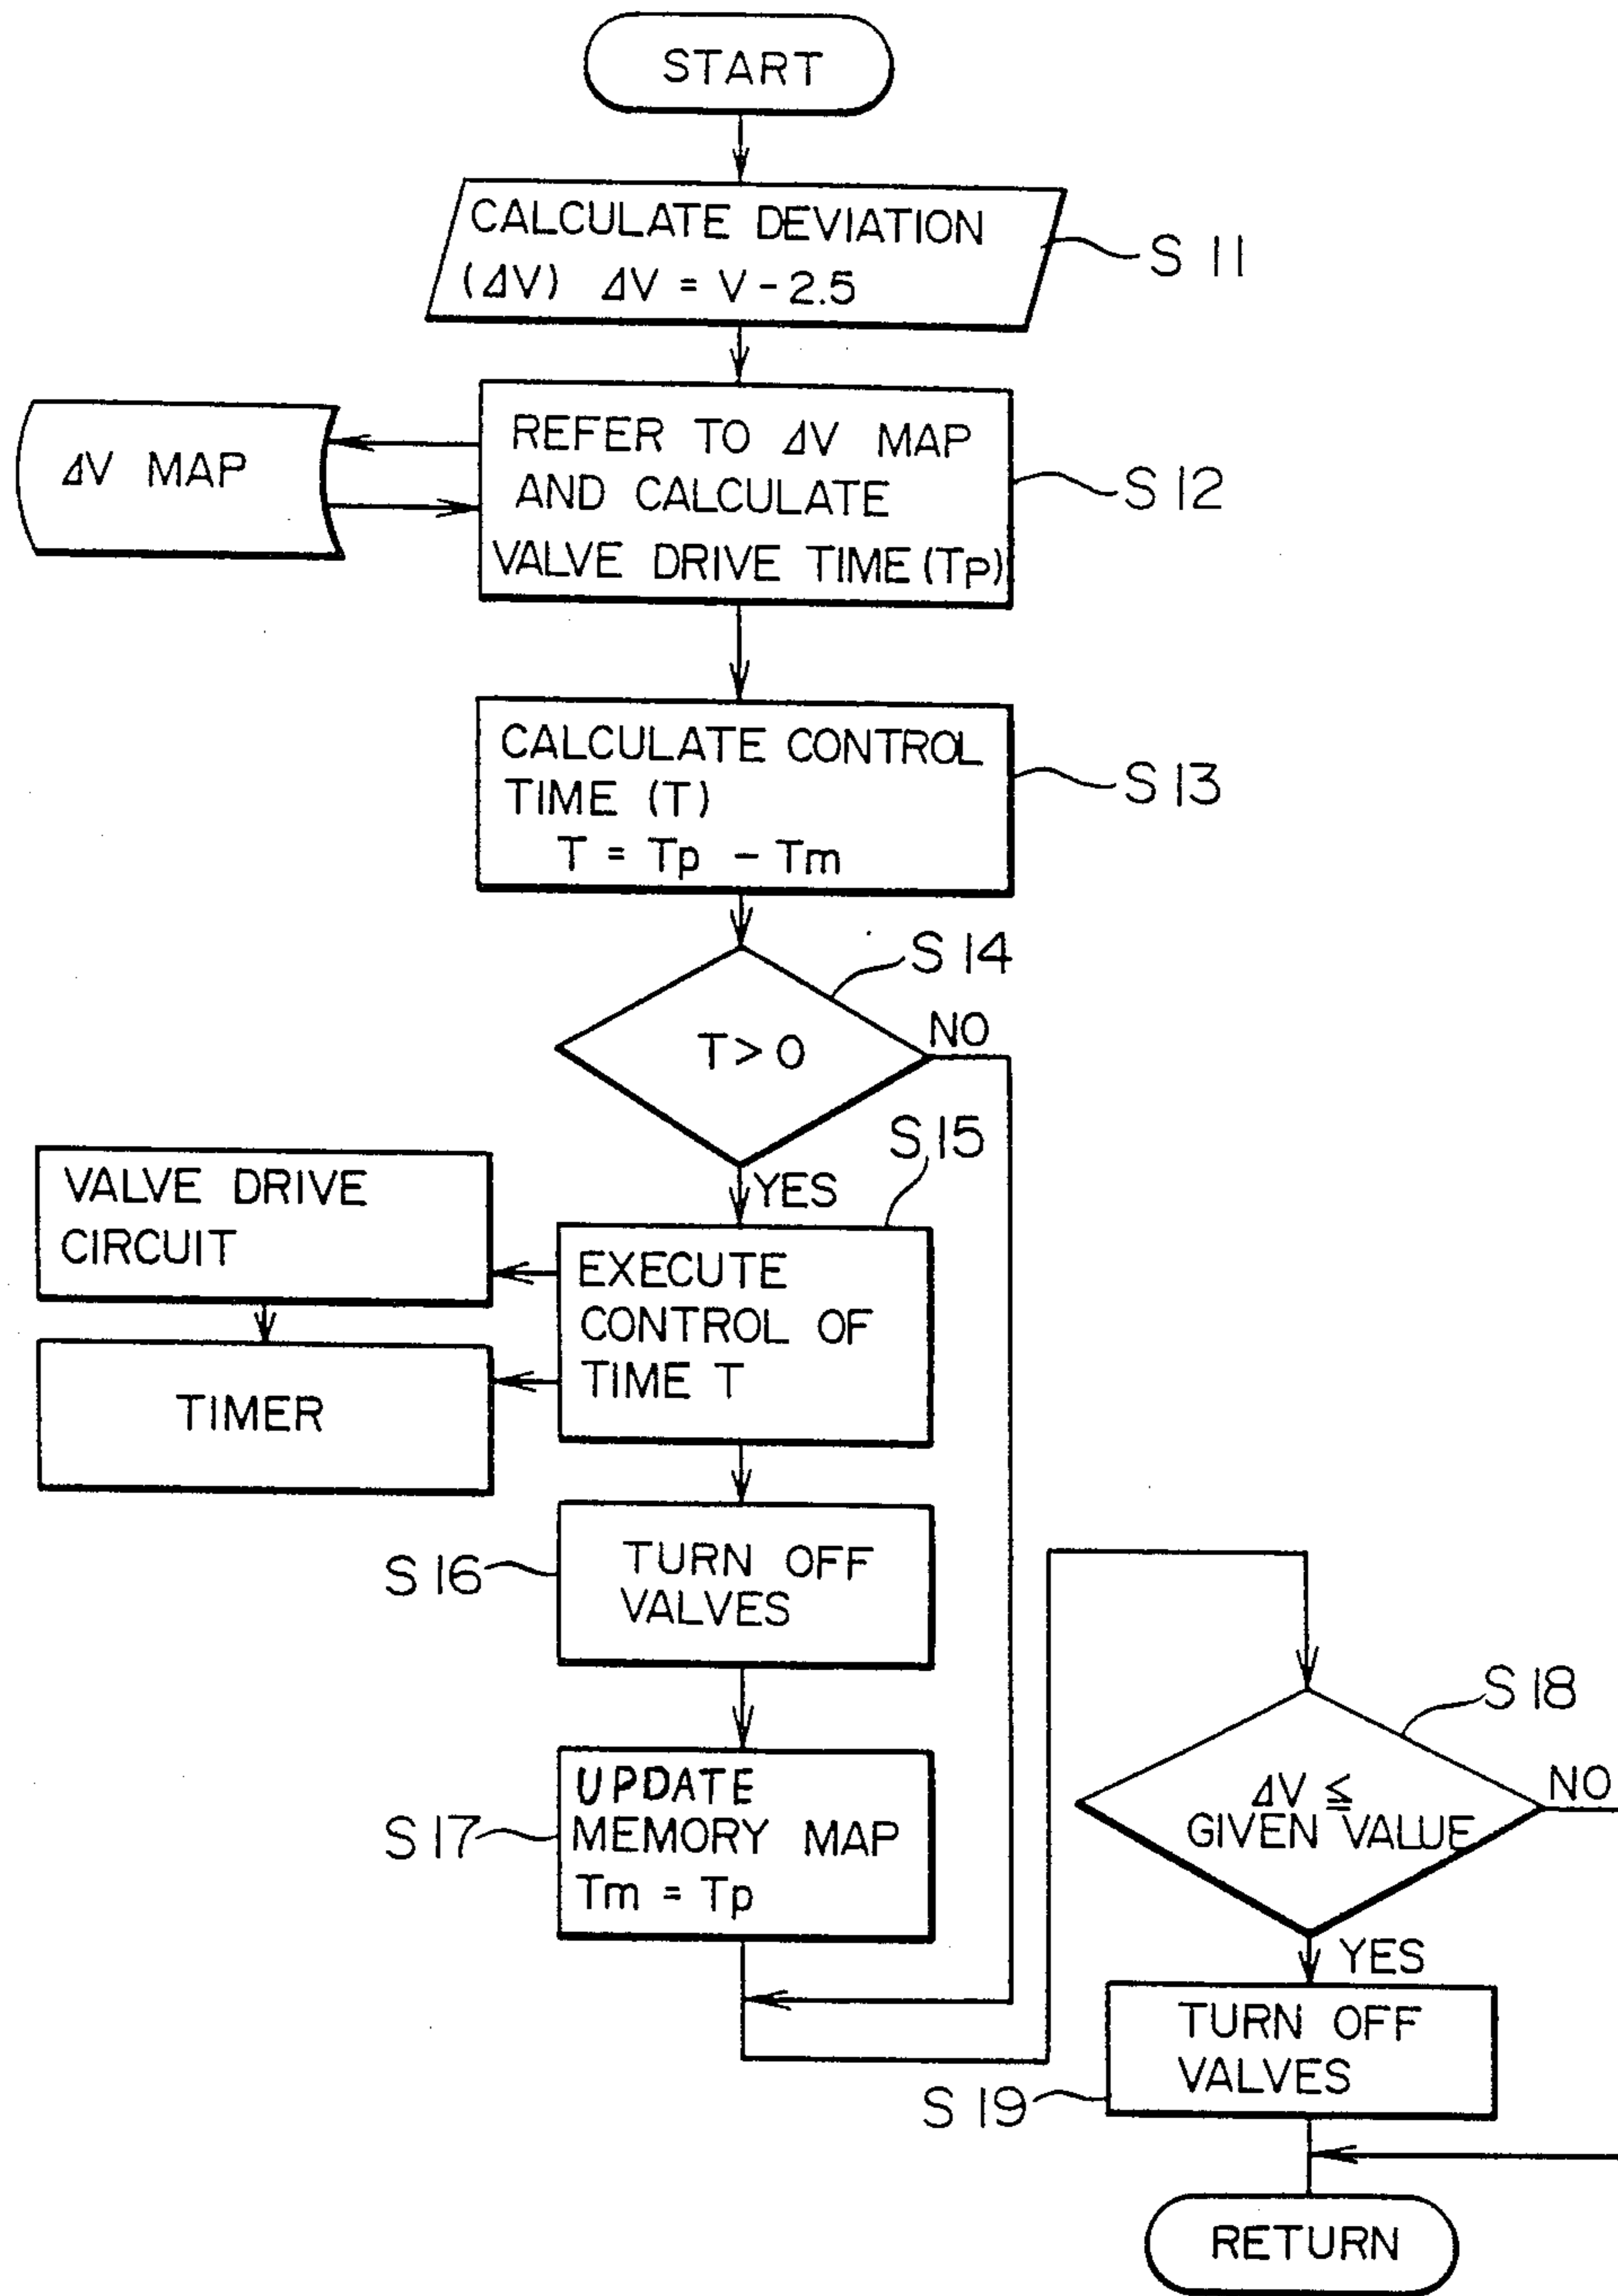 START
CALCULATE DEVIATION
(ΔV) ΔV = V - 2.5
S 11
ΔV MAP
REFER TO ΔV MAP
AND CALCULATE
VALVE DRIVE TIME (Tp)
S 12
CALCULATE CONTROL
TIME (T)
T = Tp - Tm
S 13
S 14
T > 0
NO
YES
S 15
VALVE DRIVE
CIRCUIT
TIMER
EXECUTE
CONTROL OF
TIME T
S 16
TURN OFF
VALVES
S 17
UPDATE
MEMORY MAP
Tm = Tp
S 18
ΔV ≦
GIVEN VALUE
NO
YES
TURN OFF
VALVES
S 19
RETURN